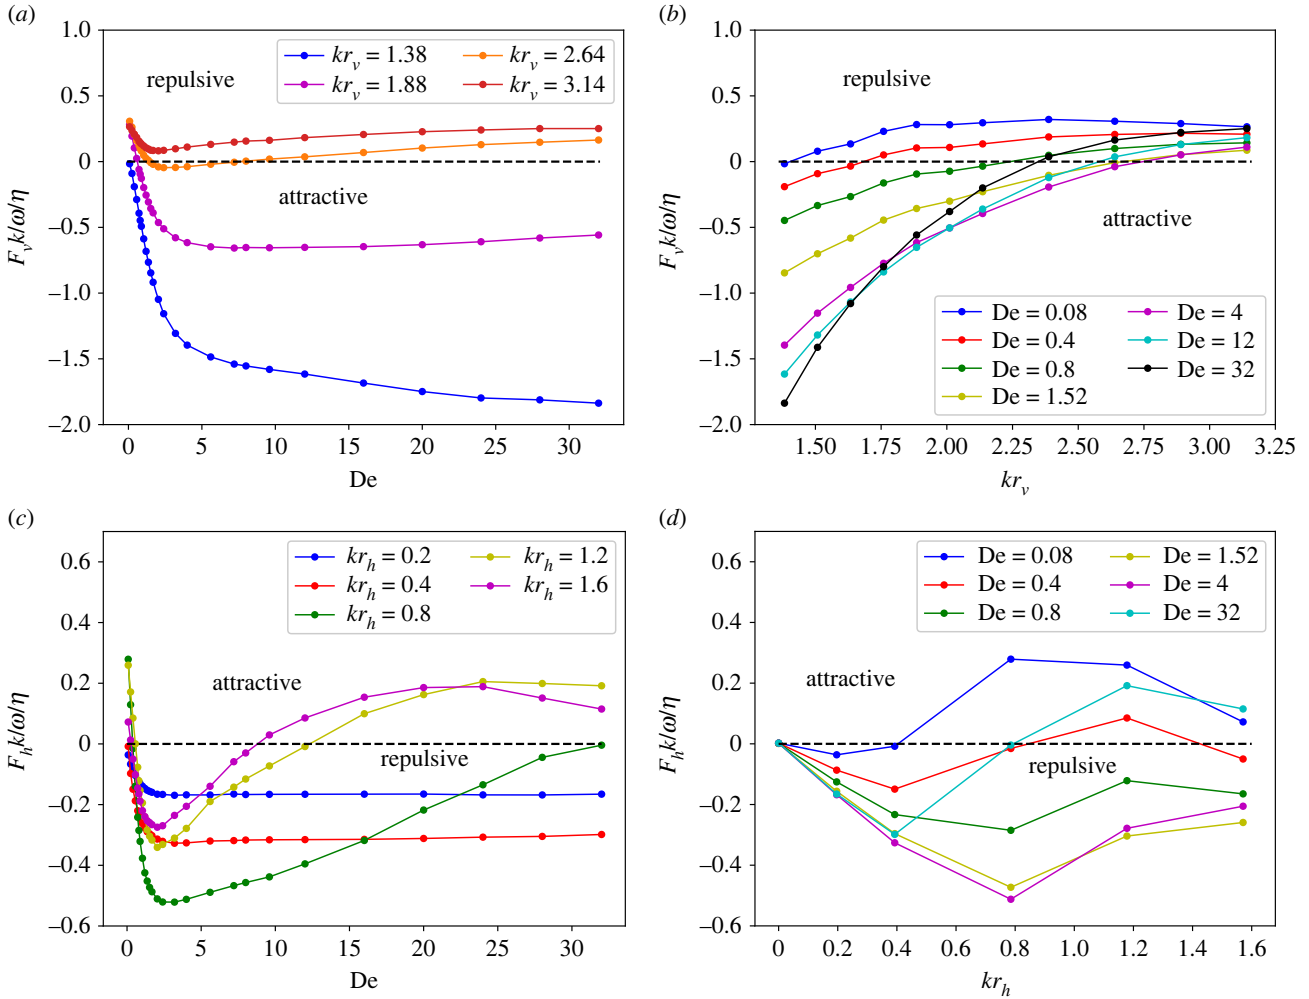 (a)
1.0
0.5
0
−0.5
−1.0
−1.5
−2.0
F_v k/ω/η
repulsive
attractive
kr_v = 1.38
kr_v = 1.88
kr_v = 2.64
kr_v = 3.14
0 5 10 15 20 25 30
De
(b)
1.0
0.5
0
−0.5
−1.0
−1.5
−2.0
F_v k/ω/η
repulsive
attractive
De = 0.08
De = 0.4
De = 0.8
De = 1.52
De = 4
De = 12
De = 32
1.50 1.75 2.00 2.25 2.50 2.75 3.00 3.25
kr_v
(c)
0.6
0.4
0.2
0
−0.2
−0.4
−0.6
F_h k/ω/η
kr_h = 0.2
kr_h = 0.4
kr_h = 0.8
kr_h = 1.2
kr_h = 1.6
attractive
repulsive
0 5 10 15 20 25 30
De
(d)
0.6
0.4
0.2
0
−0.2
−0.4
−0.6
F_h k/ω/η
De = 0.08
De = 0.4
De = 0.8
De = 1.52
De = 4
De = 32
attractive
repulsive
0 0.2 0.4 0.6 0.8 1.0 1.2 1.4 1.6
kr_h